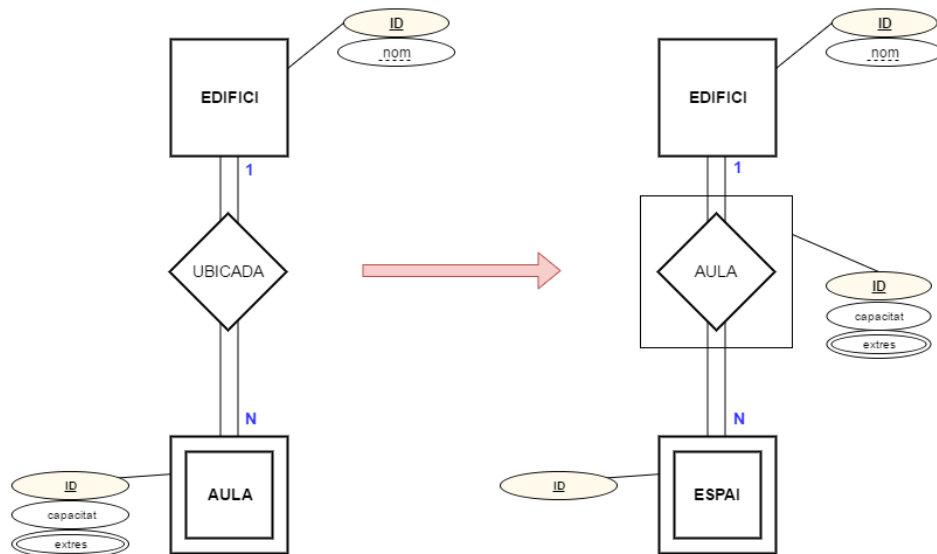 ID
nom
EDIFICI
1
UBICADA
N
ID
capacitat
extres
AULA
ID
nom
EDIFICI
1
AULA
ID
capacitat
extres
N
ID
ESPAI